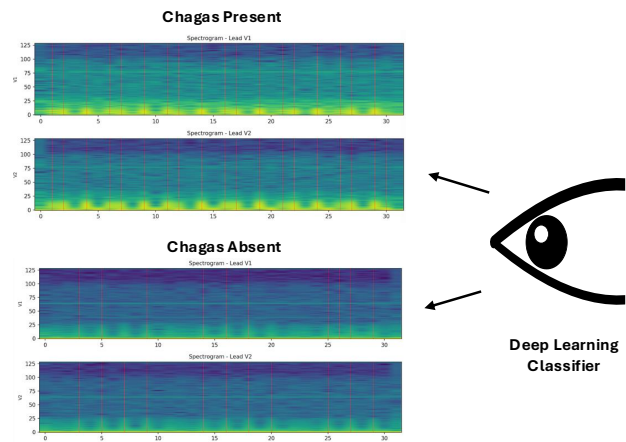 Chagas Present
Spectrogram - Lead V1
125
100
75
V1
50
25
0
0 5 10 15 20 25 30
Spectrogram - Lead V2
125
100
75
V2
50
25
0
0 5 10 15 20 25 30
Chagas Absent
Spectrogram - Lead V1
125
100
75
V1
50
25
0
0 5 10 15 20 25 30
Spectrogram - Lead V2
125
100
75
V2
50
25
0
0 5 10 15 20 25 30
Deep Learning
Classifier